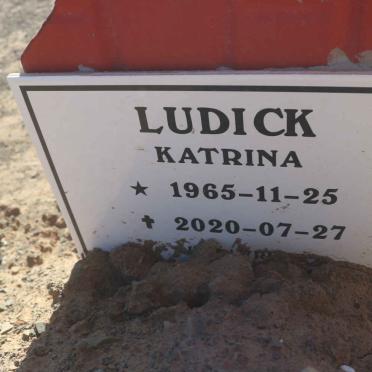 LUDICK
KATRINA
★ 1965-11-25
✝ 2020-07-27